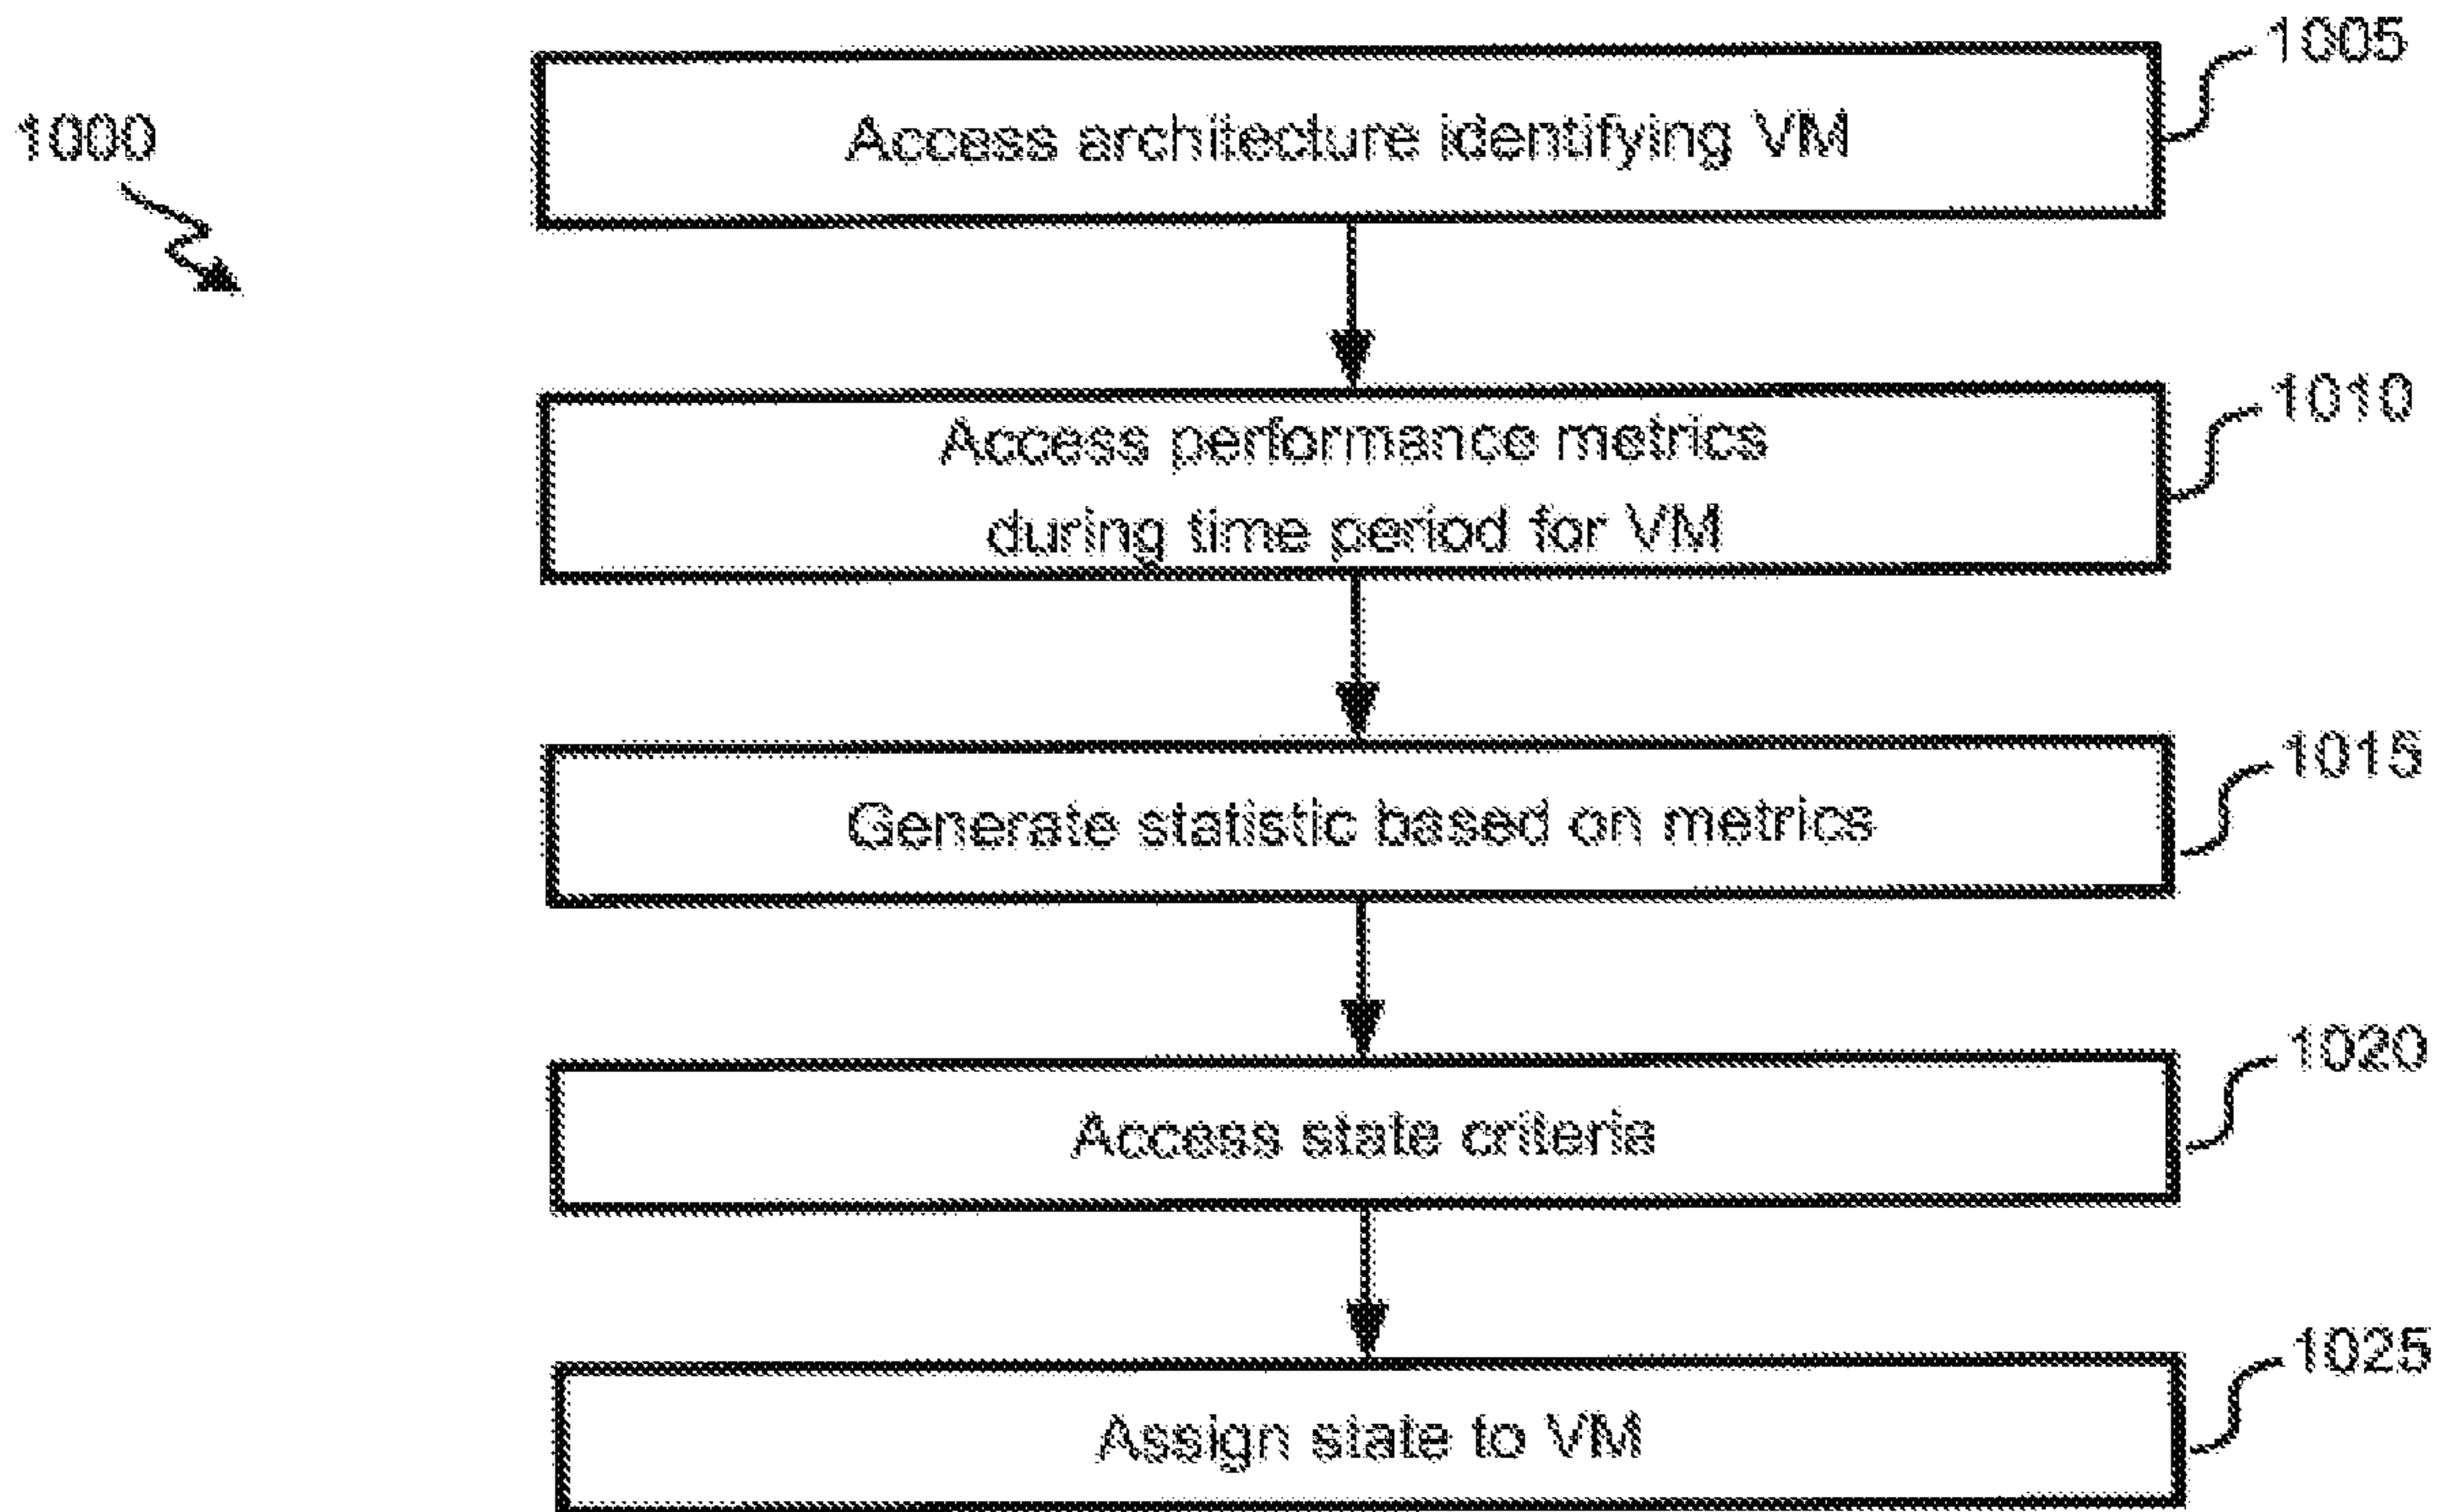 1005
1000
Access architecture identifying VM
1010
Access performance metrics
during time period for VM
1015
Generate statistic based on metrics
1020
Access state criteria
1025
Assign state to VM